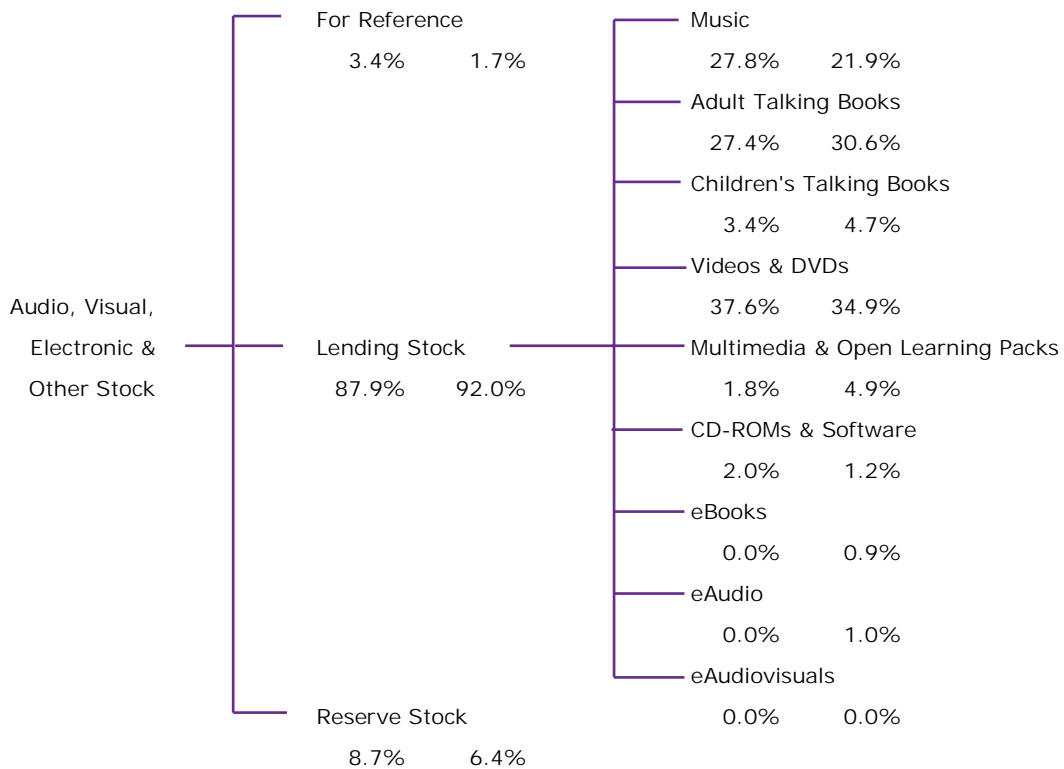 For Reference
3.4% 1.7%
Audio, Visual,
Electronic &
Other Stock
Lending Stock
87.9% 92.0%
Reserve Stock
8.7% 6.4%
Music
27.8% 21.9%
Adult Talking Books
27.4% 30.6%
Children's Talking Books
3.4% 4.7%
Videos & DVDs
37.6% 34.9%
Multimedia & Open Learning Packs
1.8% 4.9%
CD-ROMs & Software
2.0% 1.2%
eBooks
0.0% 0.9%
eAudio
0.0% 1.0%
eAudiovisuals
0.0% 0.0%